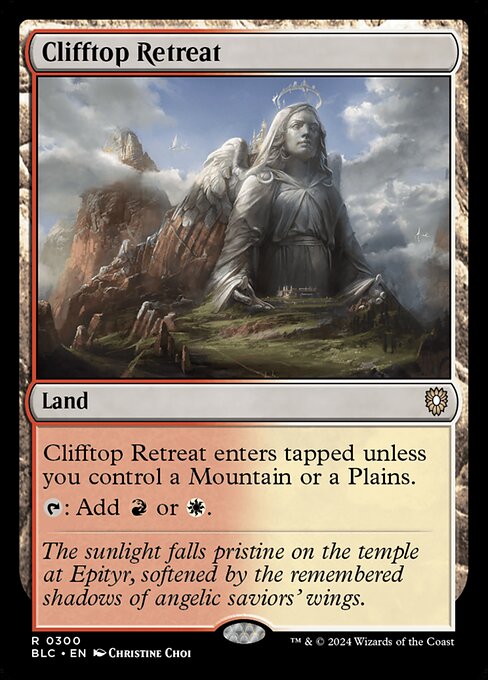 Clifftop Retreat
Land
Clifftop Retreat enters tapped unless
you control a Mountain or a Plains.
: Add or .
The sunlight falls pristine on the temple
at Epityr, softened by the remembered
shadows of angelic saviors’ wings.
R 0300
BLC • EN Christine Choi
™ & © 2024 Wizards of the Coast